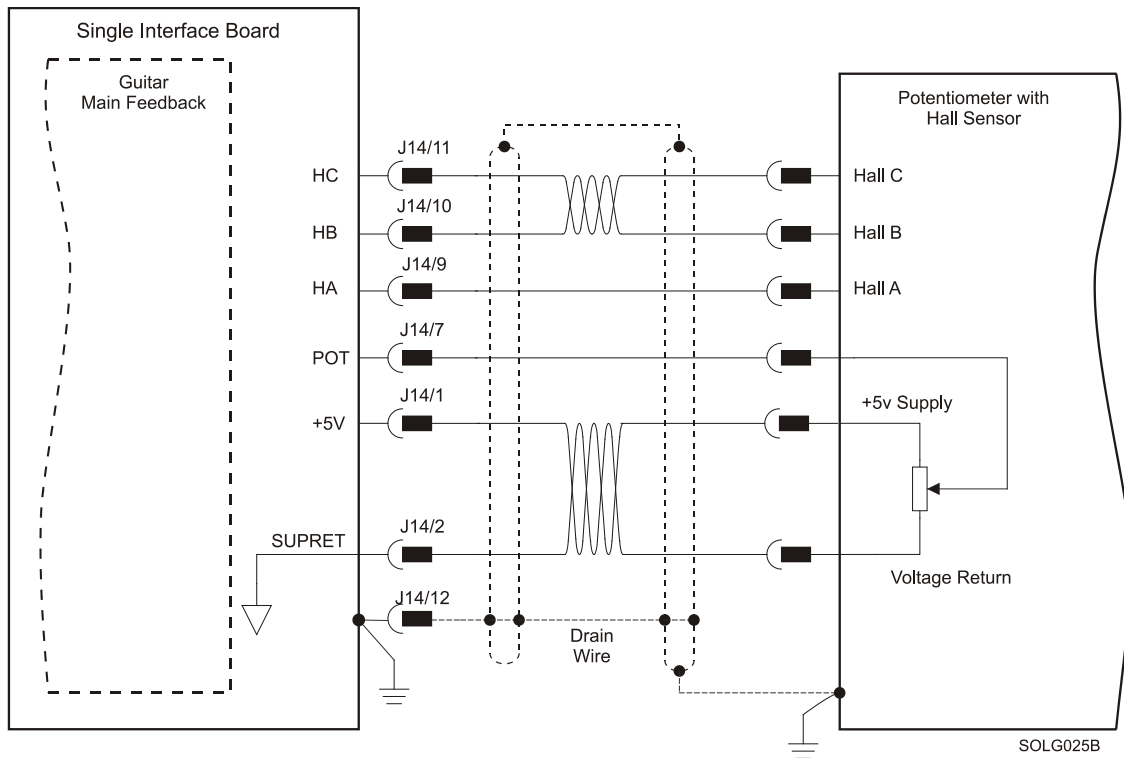 Single Interface Board
Guitar
Main Feedback
Potentiometer with
Hall Sensor
J14/11
HC
Hall C
J14/10
HB
Hall B
J14/9
HA
Hall A
J14/7
POT
J14/1
+5v Supply
+5V
J14/2
SUPRET
Voltage Return
J14/12
Drain
Wire
SOLG025B